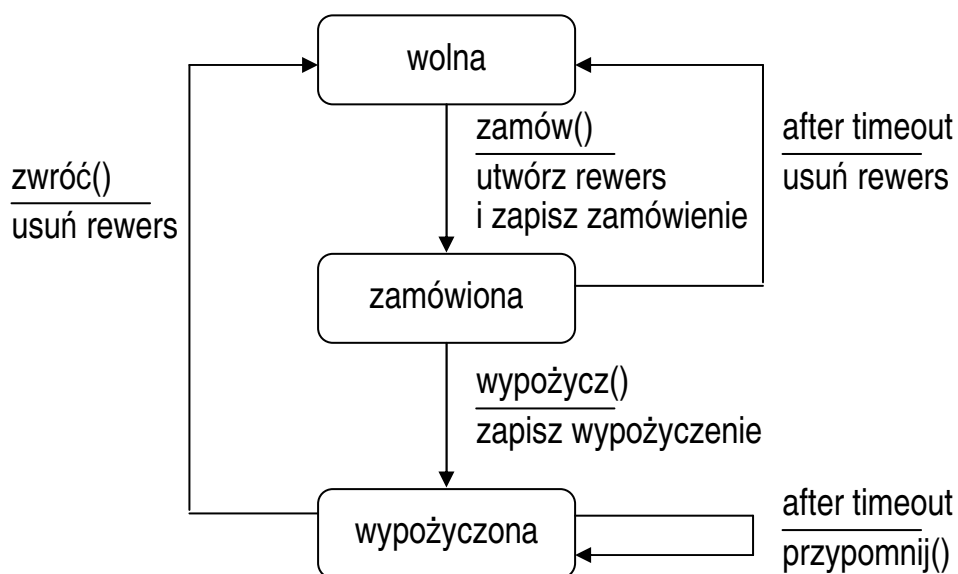 wolna
zamów()
utwórz rewers
i zapisz zamówienie
after timeout
usuń rewers
zwróć()
usuń rewers
zamówiona
wypożycz()
zapisz wypożyczenie
wypożyczona
after timeout
przypomnij()